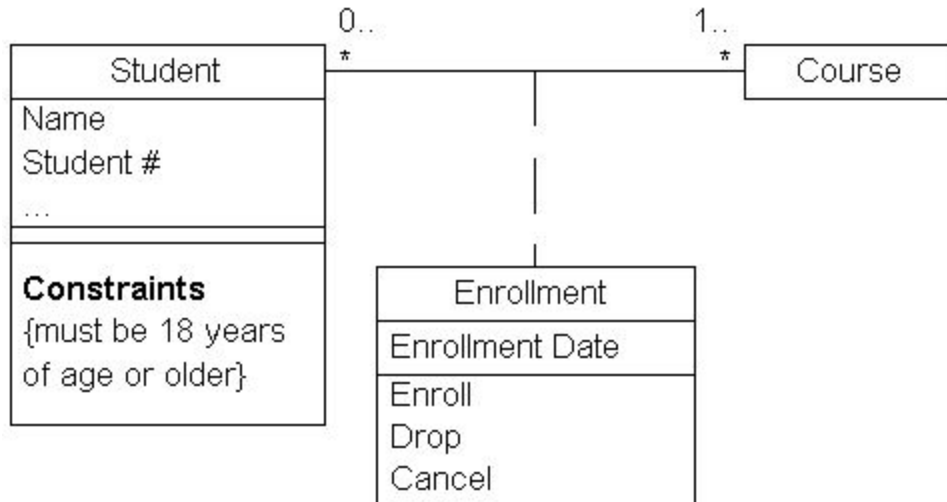 0..
*
1..
*
Student
Name
Student #
...
Constraints
{must be 18 years
of age or older}
Course
Enrollment
Enrollment Date
Enroll
Drop
Cancel